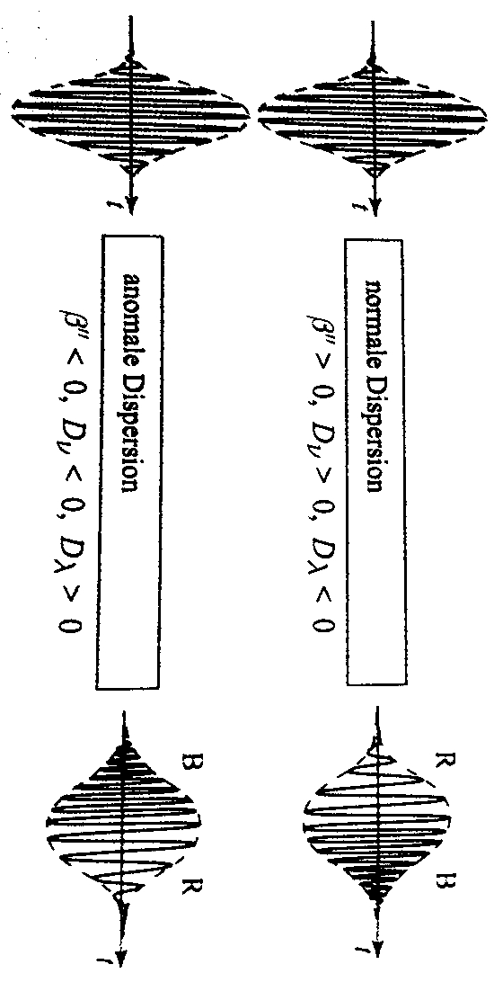 t
normale Dispersion
R
B
t
β″ > 0, D_ν > 0, D_λ < 0
t
anomale Dispersion
B
R
t
β″ < 0, D_ν < 0, D_λ > 0